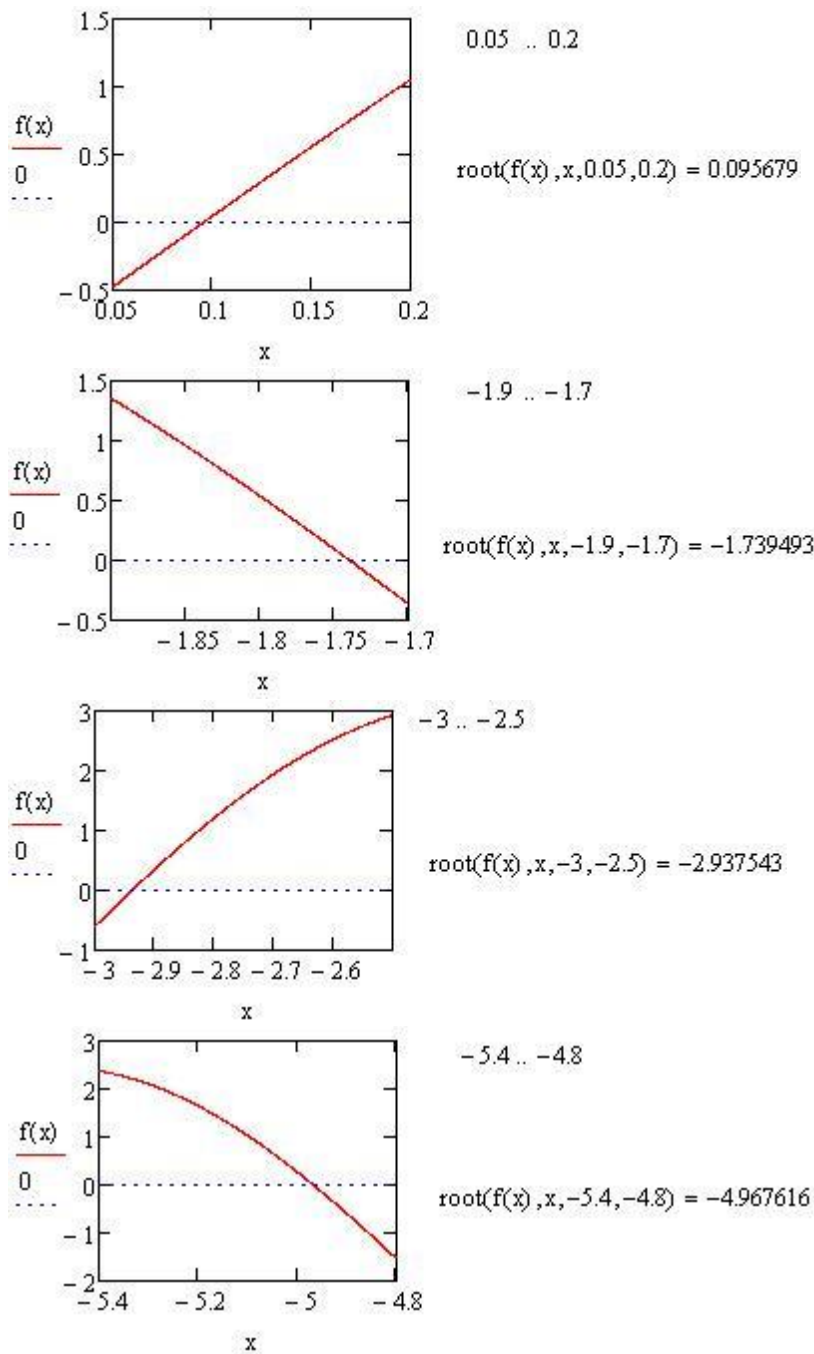 1.5
0.05 .. 0.2
1
f(x)
0.5
0
root(f(x),x,0.05,0.2) = 0.095679
0
−0.5
0.05 0.1 0.15 0.2
x
1.5
−1.9 .. −1.7
1
f(x)
0.5
0
root(f(x),x,−1.9,−1.7) = −1.739493
0
−0.5
−1.85 −1.8 −1.75 −1.7
x
3
−3 .. −2.5
2
f(x)
1
0
root(f(x),x,−3,−2.5) = −2.937543
0
−1
−3 −2.9 −2.8 −2.7 −2.6
x
3
−5.4 .. −4.8
2
f(x)
1
0
0
root(f(x),x,−5.4,−4.8) = −4.967616
−1
−2
−5.4 −5.2 −5 −4.8
x